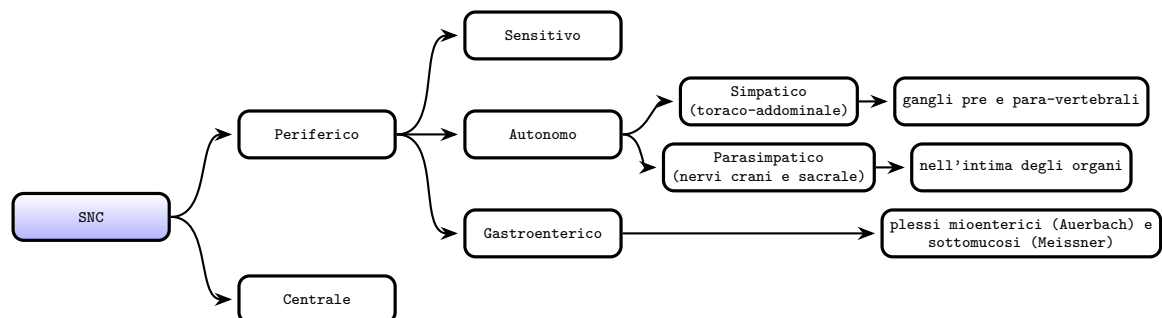 Sensitivo
Simpatico
(toraco-addominale)
gangli pre e para-vertebrali
Periferico
Autonomo
Parasimpatico
(nervi crani e sacrale)
nell'intima degli organi
SNC
Gastroenterico
plessi mioenterici (Auerbach) e
sottomucosi (Meissner)
Centrale